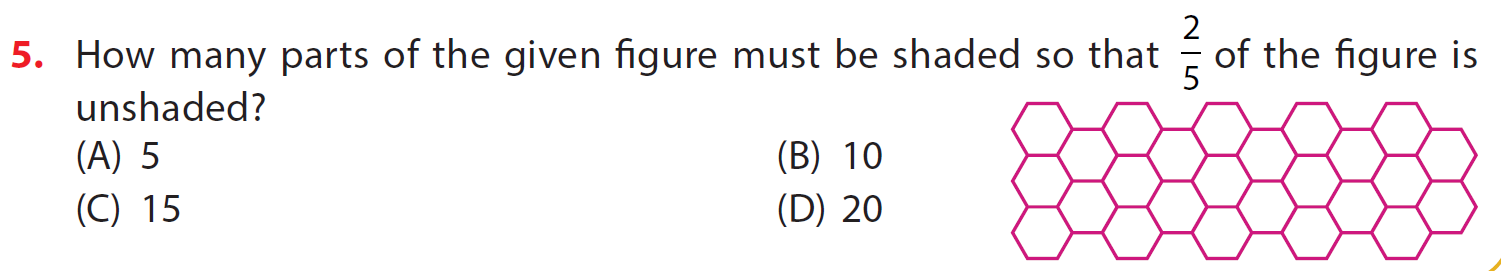 5. How many parts of the given figure must be shaded so that 2/5 of the figure is
unshaded?
(A) 5 (B) 10
(C) 15 (D) 20